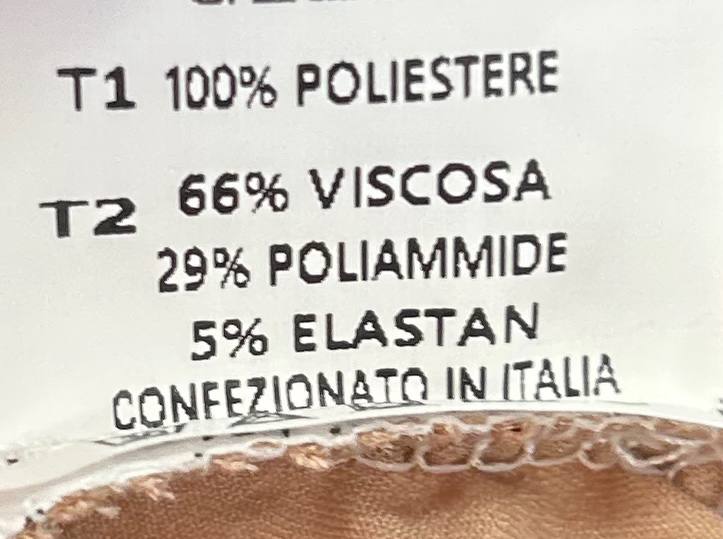 T1 100% POLIESTERE
T2 66% VISCOSA
29% POLIAMMIDE
5% ELASTAN
CONFEZIONATO IN ITALIA